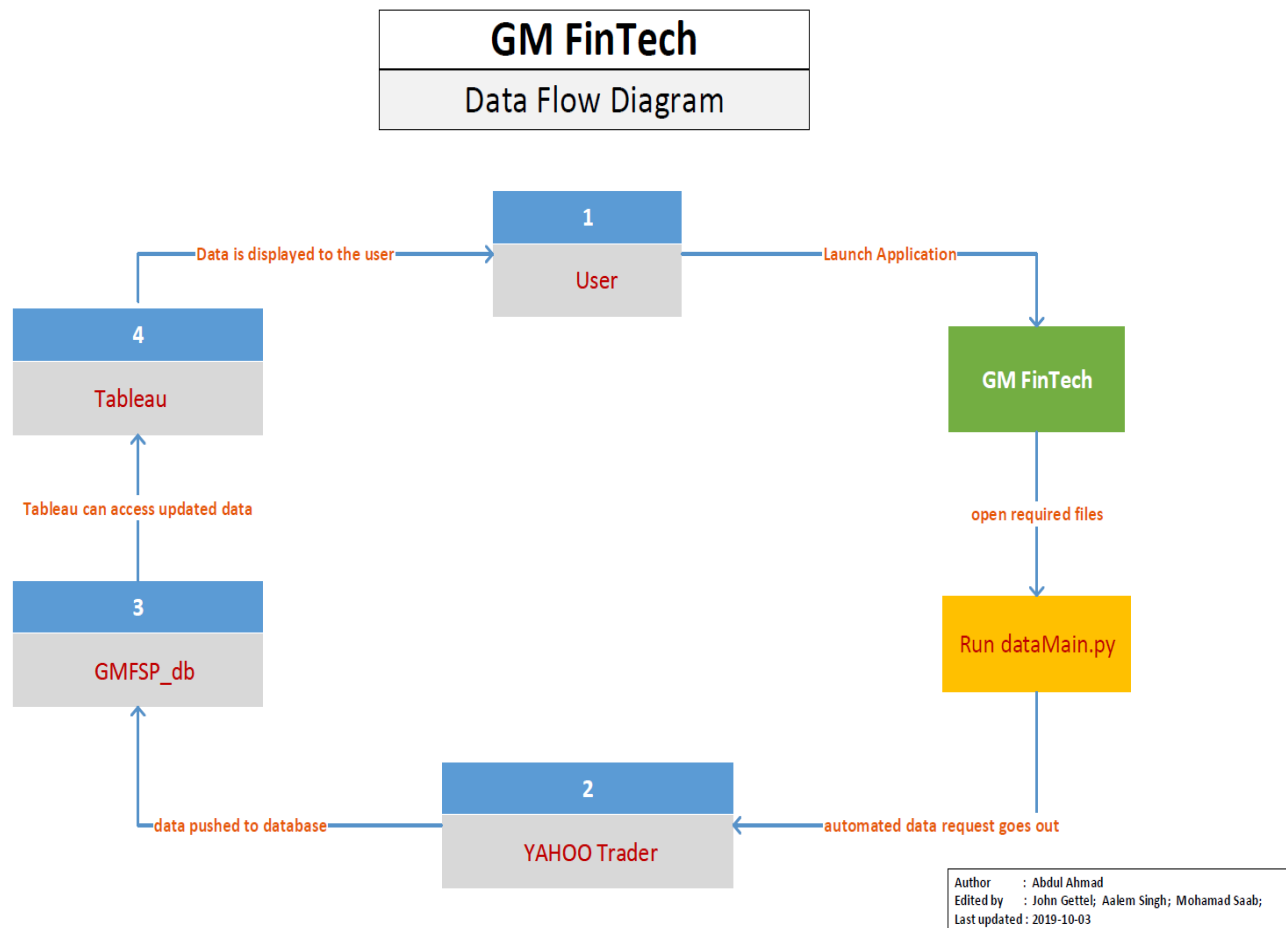 GM FinTech
Data Flow Diagram
1
User
Data is displayed to the user
Launch Application
4
Tableau
GM FinTech
Tableau can access updated data
open required files
3
GMFSP_db
Run dataMain.py
2
YAHOO Trader
data pushed to database
automated data request goes out
Author : Abdul Ahmad
Edited by : John Gettel; Aalem Singh; Mohamad Saab;
Last updated : 2019-10-03